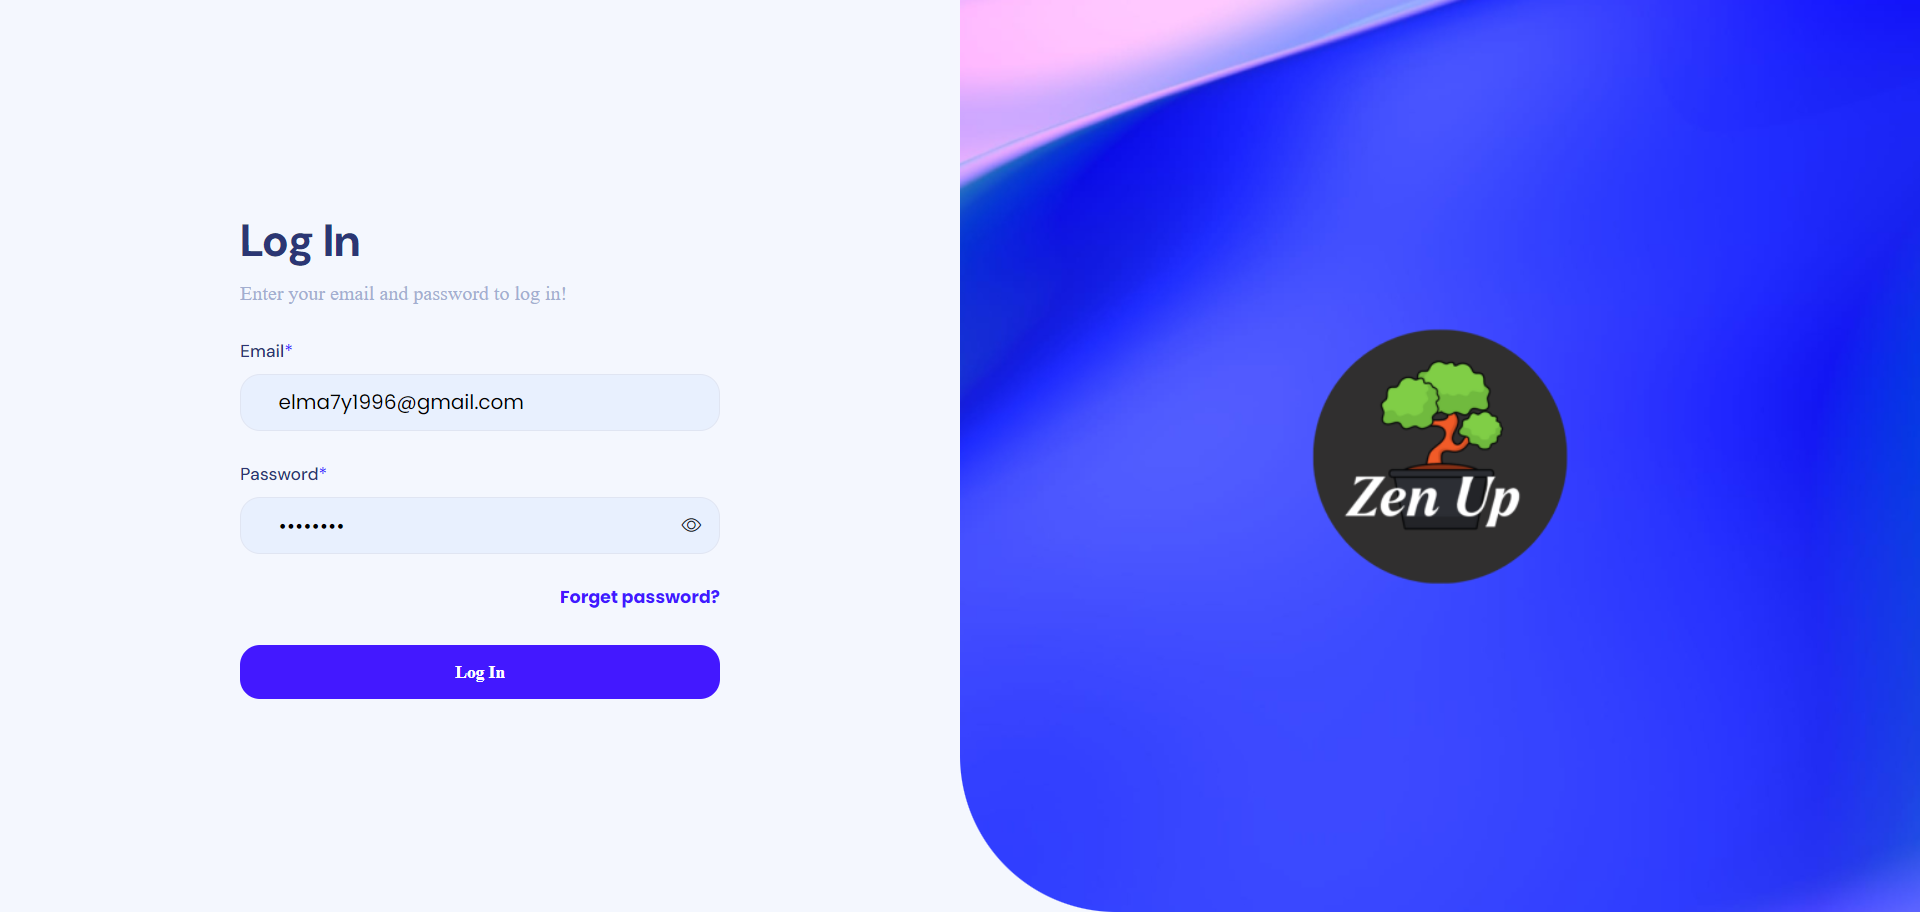 Log In
Enter your email and password to log in!
Email*
elma7y1996@gmail.com
Password*
••••••••
Forget password?
Log In
Zen Up